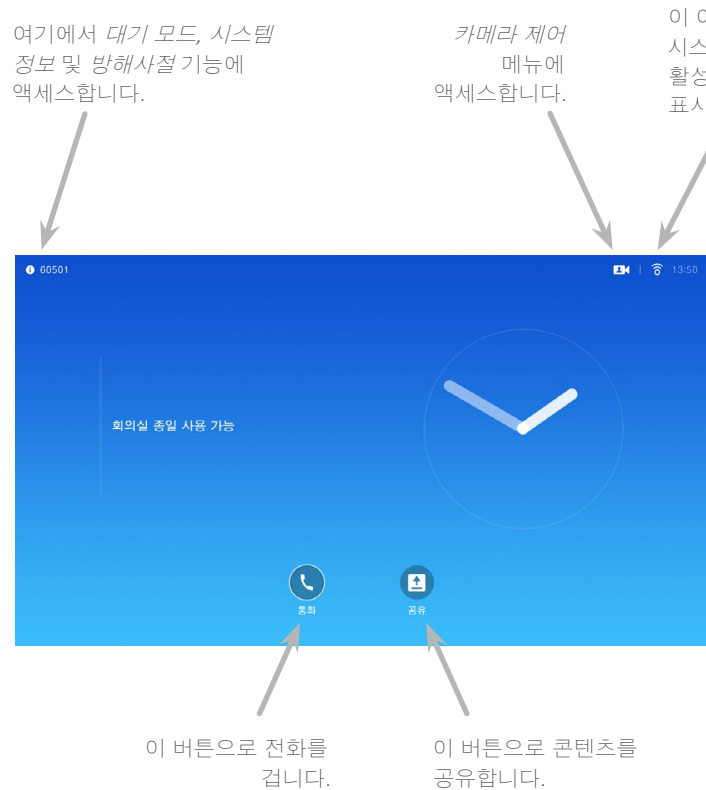 여기에서 대기 모드, 시스템
정보 및 방해사절 기능에
액세스합니다.
카메라 제어
메뉴에
액세스합니다.
이
시스
활성
표시
60501
13:50
회의실 종일 사용 가능
통화
공유
이 버튼으로 전화를
겁니다.
이 버튼으로 콘텐츠를
공유합니다.